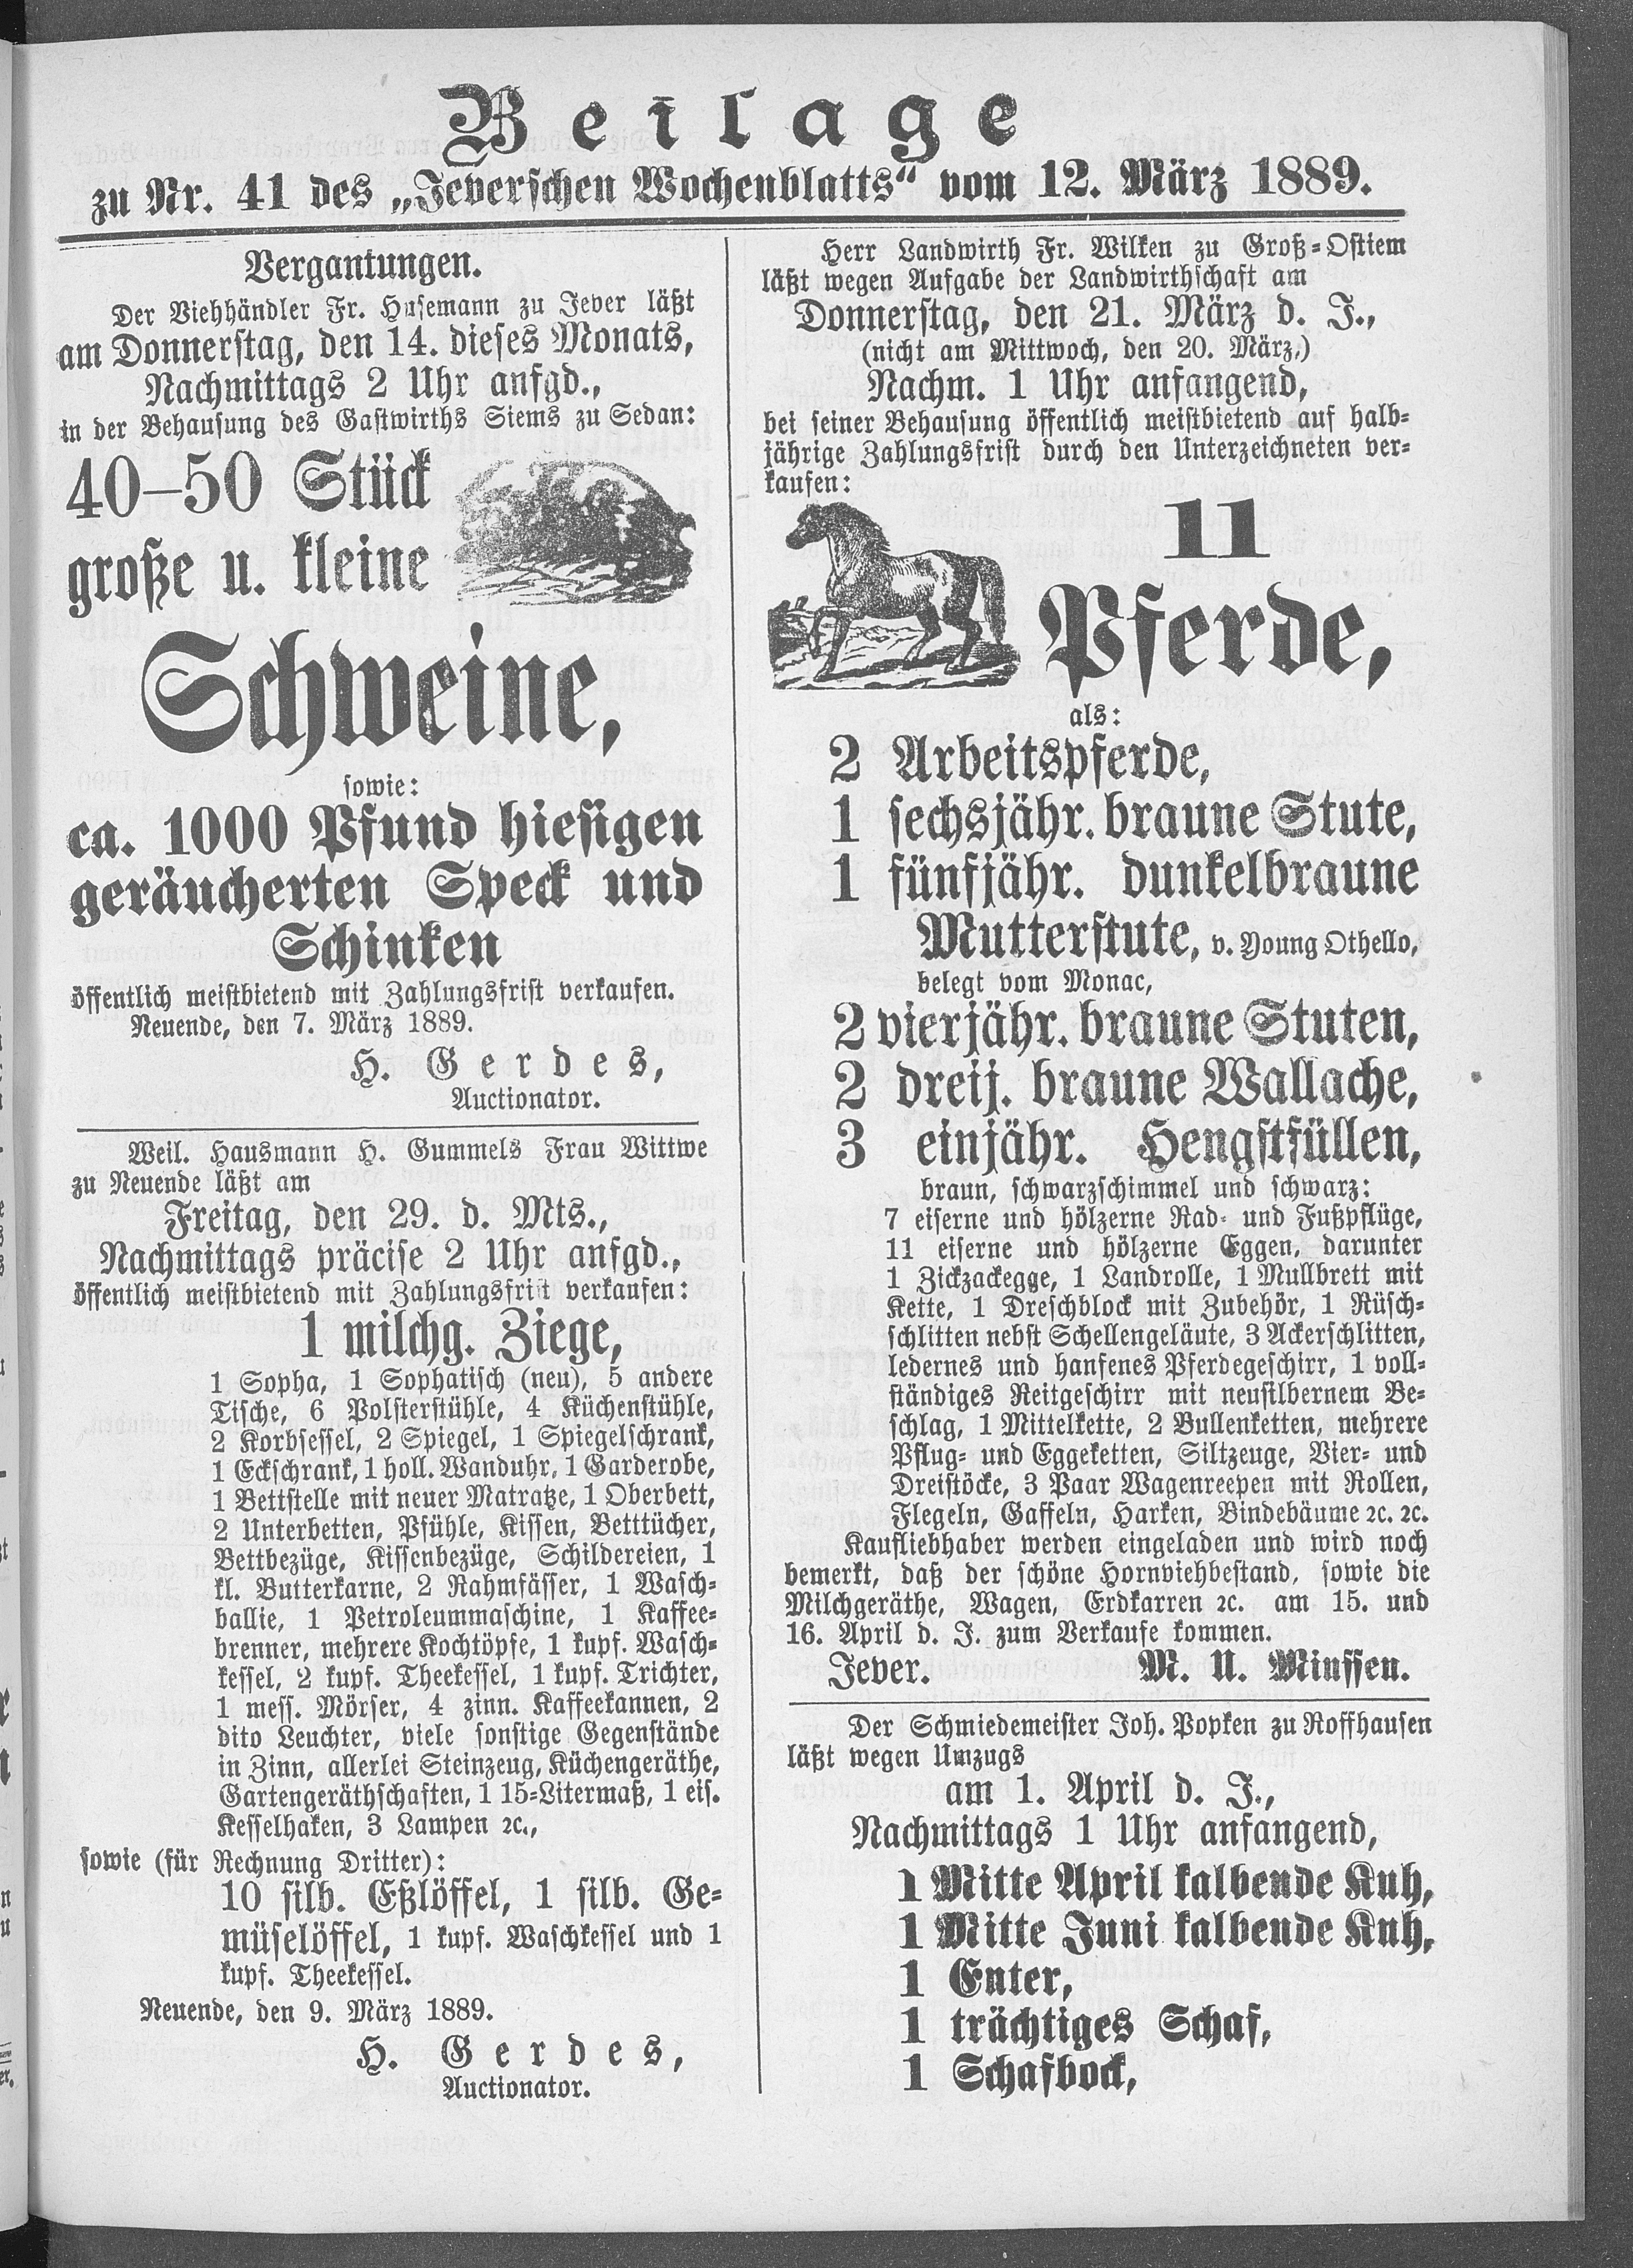 Beilage
zu Nr. 41 des „Jeverschen Wochenblatts“ vom 12. März 1889.
Vergantungen.
Der Viehhändler Fr. Husemann zu Jever läßt
am Donnerstag, den 14. dieses Monats,
Nachmittags 2 Uhr anfgd.,
in der Behausung des Gastwirths Siems zu Sedan:
40–50 Stück
große u. kleine
Schweine,
sowie:
ca. 1000 Pfund hiesigen
geräucherten Speck und
Schinken
öffentlich meistbietend mit Zahlungsfrist verkaufen.
Neuende, den 7. März 1889.
H. Gerdes,
Auctionator.
Weil. Hausmann H. Gummels Frau Wittwe
zu Neuende läßt am
Freitag, den 29. d. Mts.,
Nachmittags präcise 2 Uhr anfgd.,
öffentlich meistbietend mit Zahlungsfrist verkaufen:
1 milchg. Ziege,
1 Sopha, 1 Sophatisch (neu), 5 andere
Tische, 6 Polsterstühle, 4 Küchenstühle,
2 Korbsessel, 2 Spiegel, 1 Spiegelschrank,
1 Eckschrank, 1 holl. Wanduhr, 1 Garderobe,
1 Bettstelle mit neuer Matratze, 1 Oberbett,
2 Unterbetten, Pfühle, Kissen, Betttücher,
Bettbezüge, Kissenbezüge, Schildereien, 1
kl. Butterkarne, 2 Rahmfässer, 1 Wasch-
ballie, 1 Petroleummaschine, 1 Kaffee-
brenner, mehrere Kochtöpfe, 1 kupf. Wasch-
kessel, 2 kupf. Theekessel, 1 kupf. Trichter,
1 mess. Mörser, 4 zinn. Kaffeekannen, 2
dito Leuchter, viele sonstige Gegenstände
in Zinn, allerlei Steinzeug, Küchengeräthe,
Gartengeräthschaften, 1 15-Litermaß, 1 eis.
Kesselhaken, 3 Lampen ꝛc.,
sowie (für Rechnung Dritter):
10 silb. Eßlöffel, 1 silb. Ge-
müselöffel, 1 kupf. Waschkessel und 1
kupf. Theekessel.
Neuende, den 9. März 1889.
H. Gerdes,
Auctionator.
Herr Landwirth Fr. Wilken zu Groß-Ostiem
läßt wegen Aufgabe der Landwirthschaft am
Donnerstag, den 21. März d. J.,
(nicht am Mittwoch, den 20. März,)
Nachm. 1 Uhr anfangend,
bei seiner Behausung öffentlich meistbietend auf halb-
jährige Zahlungsfrist durch den Unterzeichneten ver-
kaufen:
11
Pferde,
als:
2 Arbeitspferde,
1 sechsjähr. braune Stute,
1 fünfjähr. dunkelbraune
Mutterstute, v. Young Othello,
belegt vom Monac,
2 vierjähr. braune Stuten,
2 dreij. braune Wallache,
3 einjähr. Hengstfüllen,
braun, schwarzschimmel und schwarz:
7 eiserne und hölzerne Rad- und Fußpflüge,
11 eiserne und hölzerne Eggen, darunter
1 Zickzackegge, 1 Landrolle, 1 Mullbrett mit
Kette, 1 Dreschblock mit Zubehör, 1 Rüsch-
schlitten nebst Schellengeläute, 3 Ackerschlitten,
ledernes und hanfenes Pferdegeschirr, 1 voll-
ständiges Reitgeschirr mit neusilbernem Be-
schlag, 1 Mittelkette, 2 Bullenketten, mehrere
Pflug- und Eggeketten, Siltzeuge, Vier- und
Dreistöcke, 3 Paar Wagenreepen mit Rollen,
Flegeln, Gaffeln, Harken, Bindebäume ꝛc. ꝛc.
Kaufliebhaber werden eingeladen und wird noch
bemerkt, daß der schöne Hornviehbestand, sowie die
Milchgeräthe, Wagen, Erdkarren ꝛc. am 15. und
16. April d. J. zum Verkaufe kommen.
Jever. M. U. Minssen.
Der Schmiedemeister Joh. Popken zu Roffhausen
läßt wegen Umzugs
am 1. April d. J.,
Nachmittags 1 Uhr anfangend,
1 Mitte April kalbende Kuh,
1 Mitte Juni kalbende Kuh,
1 Enter,
1 trächtiges Schaf,
1 Schafbock,